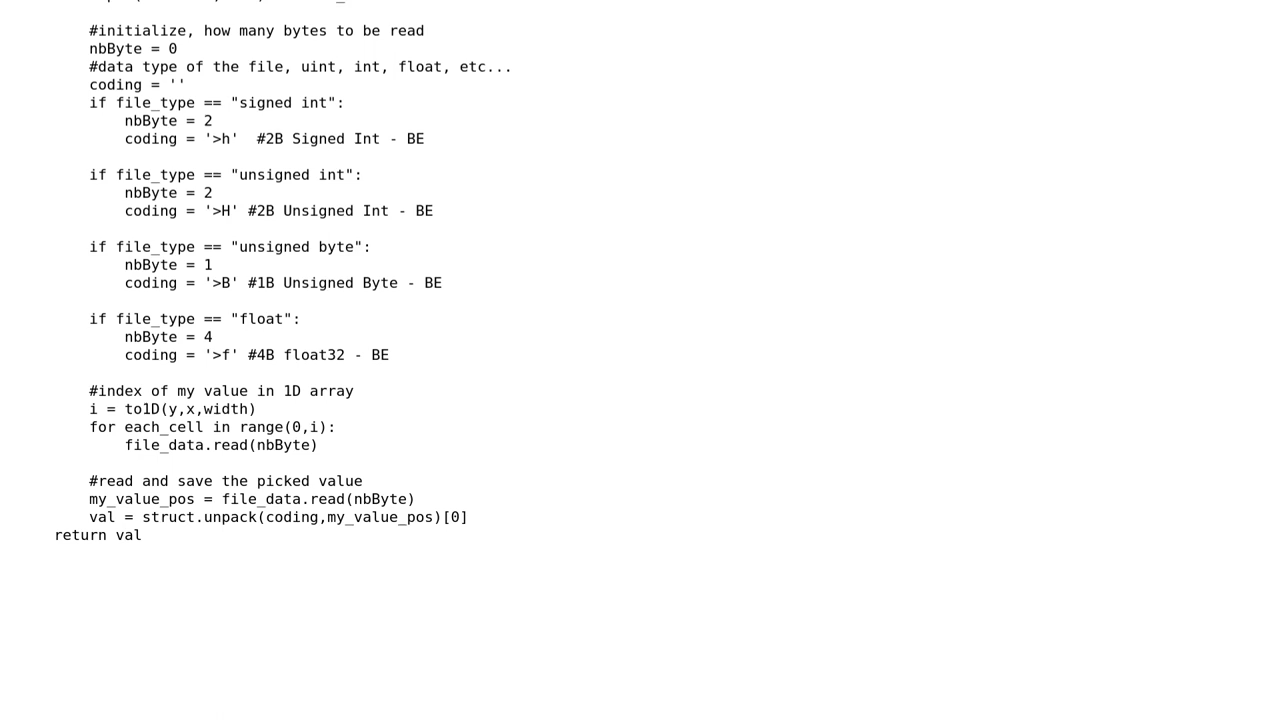 #initialize, how many bytes to be read
nbByte = 0
#data type of the file, uint, int, float, etc...
coding = ''
if file_type == "signed int":
nbByte = 2
coding = '>h'  #2B Signed Int - BE
if file_type == "unsigned int":
nbByte = 2
coding = '>H' #2B Unsigned Int - BE
if file_type == "unsigned byte":
nbByte = 1
coding = '>B' #1B Unsigned Byte - BE
if file_type == "float":
nbByte = 4
coding = '>f' #4B float32 - BE
#index of my value in 1D array
i = to1D(y,x,width)
for each_cell in range(0,i):
file_data.read(nbByte)
#read and save the picked value
my_value_pos = file_data.read(nbByte)
val = struct.unpack(coding,my_value_pos)[0]
return val